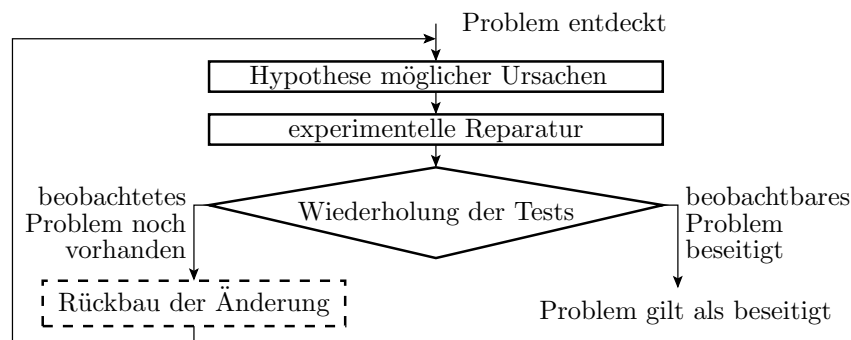 Problem entdeckt
Hypothese möglicher Ursachen
experimentelle Reparatur
Wiederholung der Tests
beobachtetes
Problem noch
vorhanden
beobachtbares
Problem
beseitigt
Rückbau der Änderung
Problem gilt als beseitigt